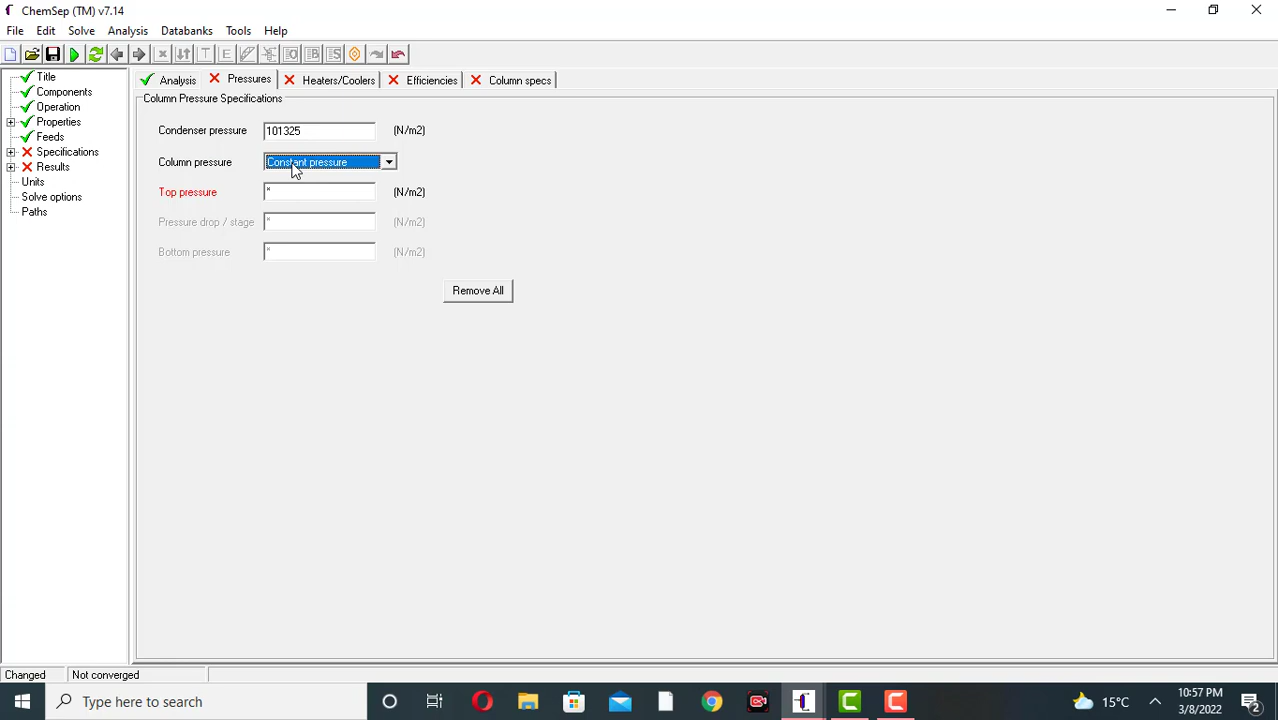 ChemSep (TM) v7.14
File Edit Solve Analysis Databanks Tools Help
Title
Components
Operation
Properties
Feeds
Specifications
Results
Units
Solve options
Paths
Analysis Pressures Heaters/Coolers Efficiencies Column specs
Column Pressure Specifications
Condenser pressure 101325 (N/m2)
Column pressure Constant pressure
Top pressure * (N/m2)
Pressure drop / stage * (N/m2)
Bottom pressure * (N/m2)
Remove All
Changed Not converged
Type here to search
15°C
10:57 PM
3/8/2022
2